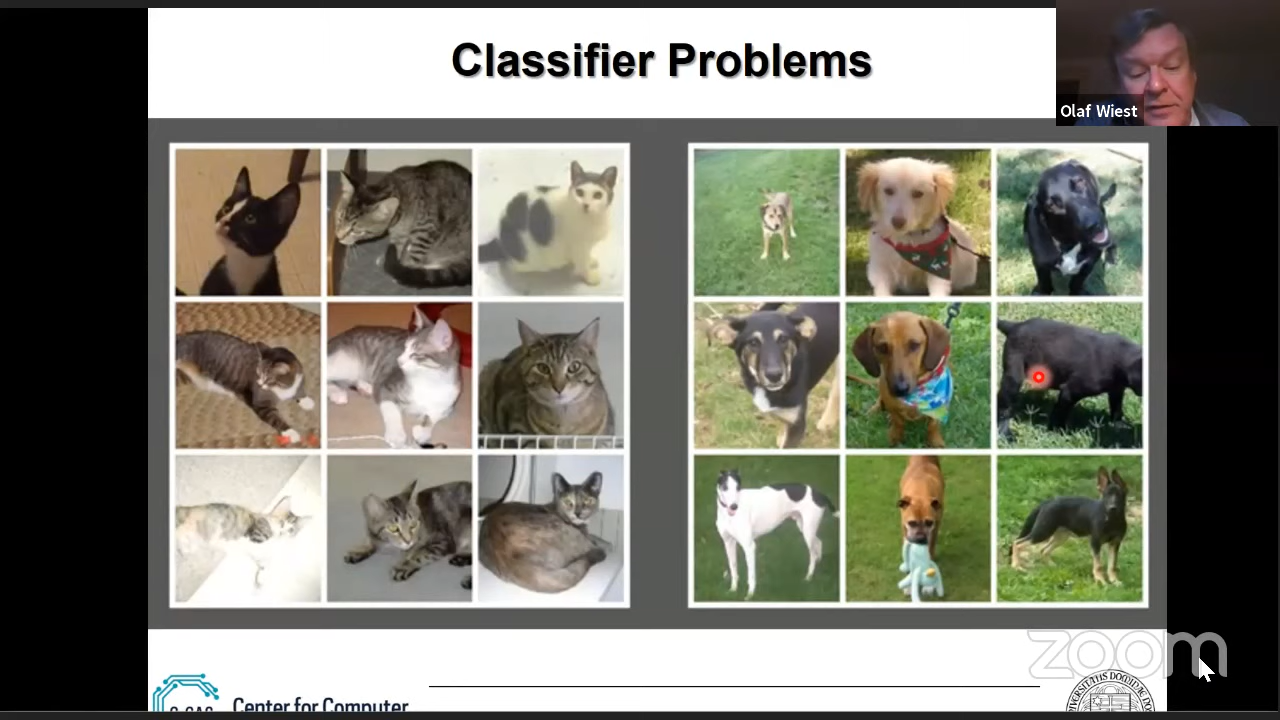 Classifier Problems
Olaf Wiest
zoom
Center for Computer